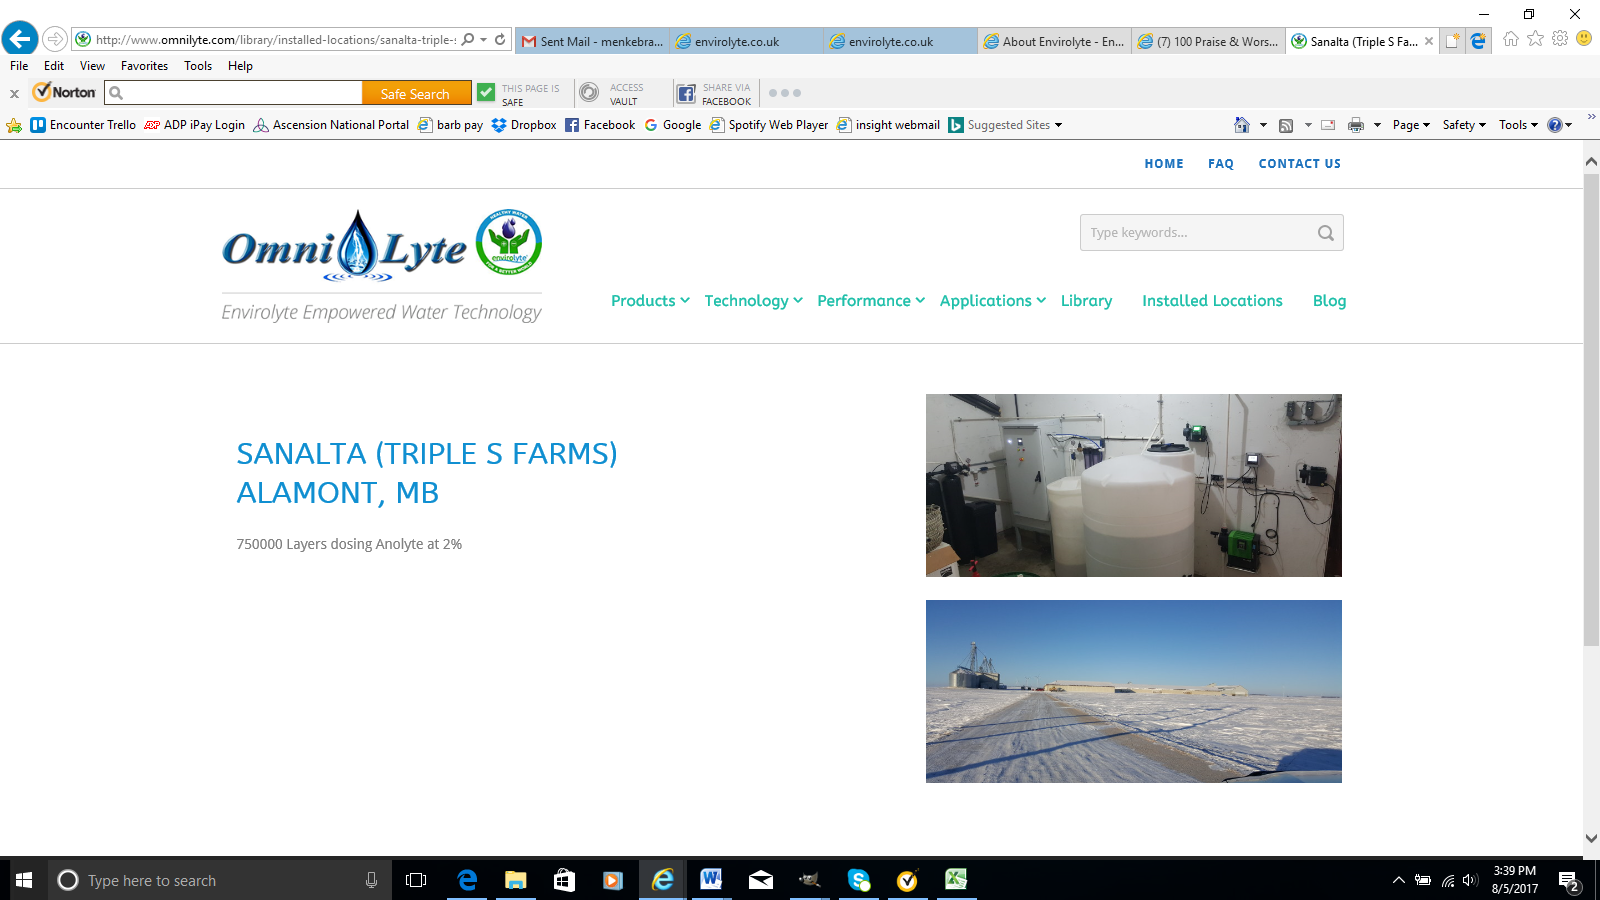 http://www.omnilyte.com/library/installed-locations/sanalta-triple-s
Sent Mail - menkebra...
envirolyte.co.uk
envirolyte.co.uk
About Envirolyte - En...
(7) 100 Praise & Wors...
Sanalta (Triple S Fa...
File Edit View Favorites Tools Help
x Norton Safe Search THIS PAGE IS SAFE ACCESS VAULT SHARE VIA FACEBOOK
Encounter Trello ADP iPay Login Ascension National Portal barb pay Dropbox Facebook Google Spotify Web Player insight webmail Suggested Sites Page Safety Tools
HOME FAQ CONTACT US
Omni Lyte
HEALTHY WATER
envirolyte
FOR A BETTER WORLD
Type keywords...
Envirolyte Empowered Water Technology
Products Technology Performance Applications Library Installed Locations Blog
SANALTA (TRIPLE S FARMS)
ALAMONT, MB
750000 Layers dosing Anolyte at 2%
Type here to search
3:39 PM
8/5/2017
2